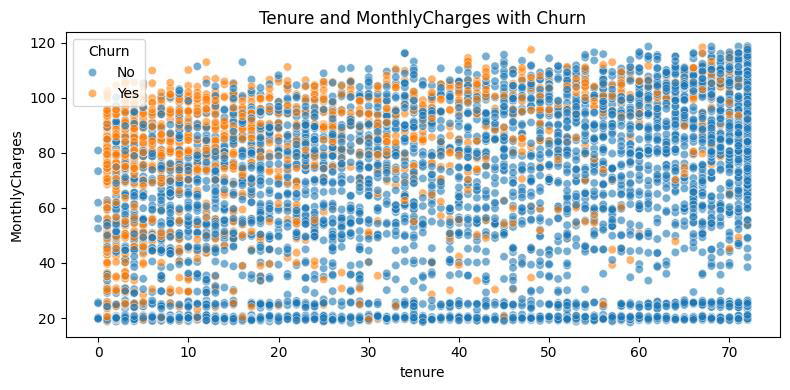 Tenure and MonthlyCharges with Churn
120
100
80
60
40
20
MonthlyCharges
Churn
No
Yes
0
10
20
30
40
50
60
70
tenure